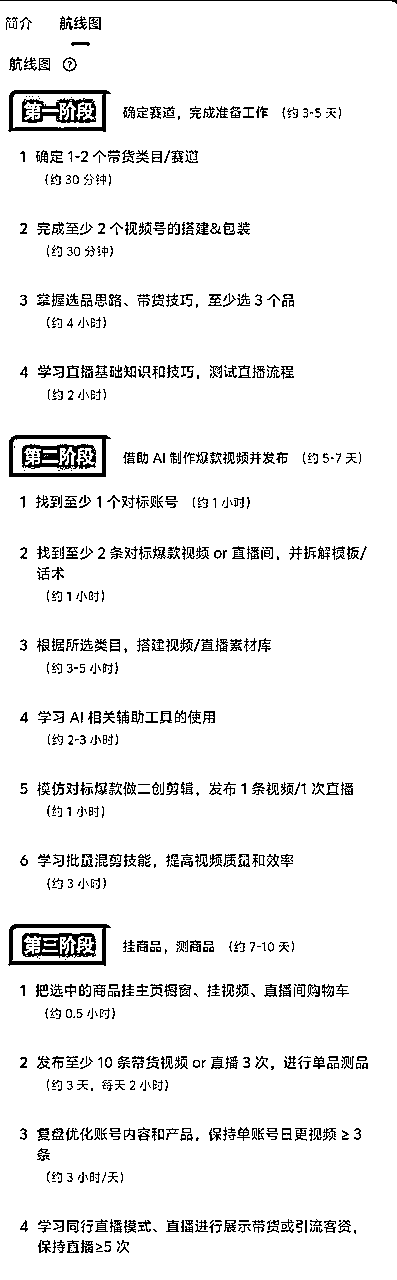 简介 航线图
航线图 ?
第一阶段 确定赛道，完成准备工作 （约 3-5 天）
1 确定 1-2 个带货类目/赛道
（约 30 分钟）
2 完成至少 2 个视频号的搭建&包装
（约 30 分钟）
3 掌握选品思路、带货技巧，至少选 3 个品
（约 4 小时）
4 学习直播基础知识和技巧，测试直播流程
（约 2 小时）
第二阶段 借助 AI 制作爆款视频并发布 （约 5-7 天）
1 找到至少 1 个对标账号 （约 1 小时）
2 找到至少 2 条对标爆款视频 or 直播间，并拆解模板/
话术
（约 1 小时）
3 根据所选类目，搭建视频/直播素材库
（约 3-5 小时）
4 学习 AI 相关辅助工具的使用
（约 2-3 小时）
5 模仿对标爆款做二创剪辑，发布 1 条视频/1 次直播
（约 1 小时）
6 学习批量混剪技能，提高视频质量和效率
（约 3 小时）
第三阶段 挂商品，测商品 （约 7-10 天）
1 把选中的商品挂主页橱窗、挂视频、直播间购物车
（约 0.5 小时）
2 发布至少 10 条带货视频 or 直播 3 次，进行单品测品
（约 3 天，每天 2 小时）
3 复盘优化账号内容和产品，保持单账号日更视频 ≥ 3
条
（约 3 小时/天）
4 学习同行直播模式、直播进行展示带货或引流客资，
保持直播≥5 次